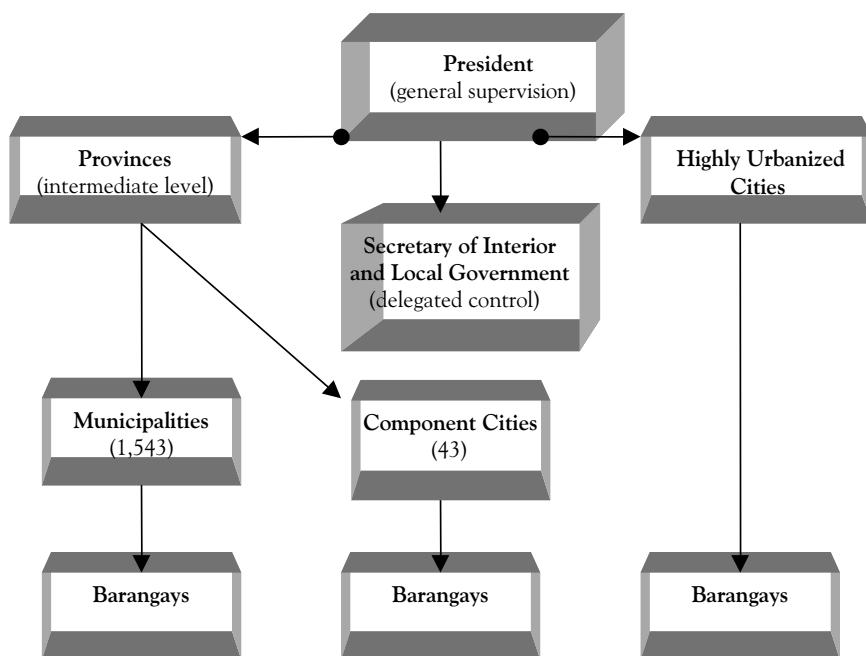 President
(general supervision)
Provinces
(intermediate level)
Highly Urbanized
Cities
Secretary of Interior
and Local Government
(delegated control)
Municipalities
(1,543)
Component Cities
(43)
Barangays
Barangays
Barangays